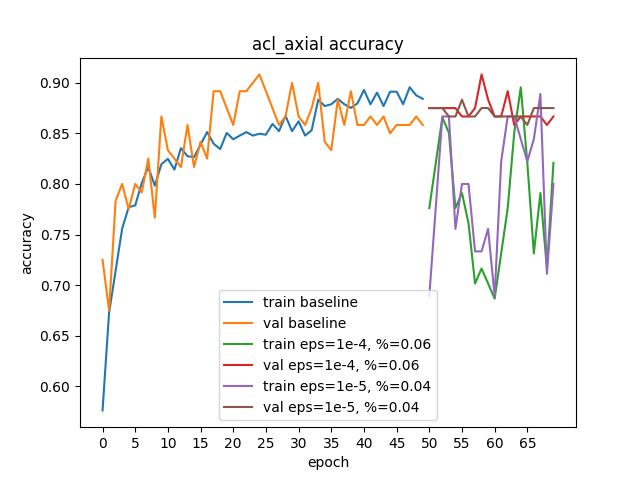 acl_axial accuracy
accuracy
0.90
0.85
0.80
0.75
0.70
0.65
0.60
train baseline
val baseline
train eps=1e-4, %=0.06
val eps=1e-4, %=0.06
train eps=1e-5, %=0.04
val eps=1e-5, %=0.04
0 5 10 15 20 25 30 35 40 45 50 55 60 65
epoch